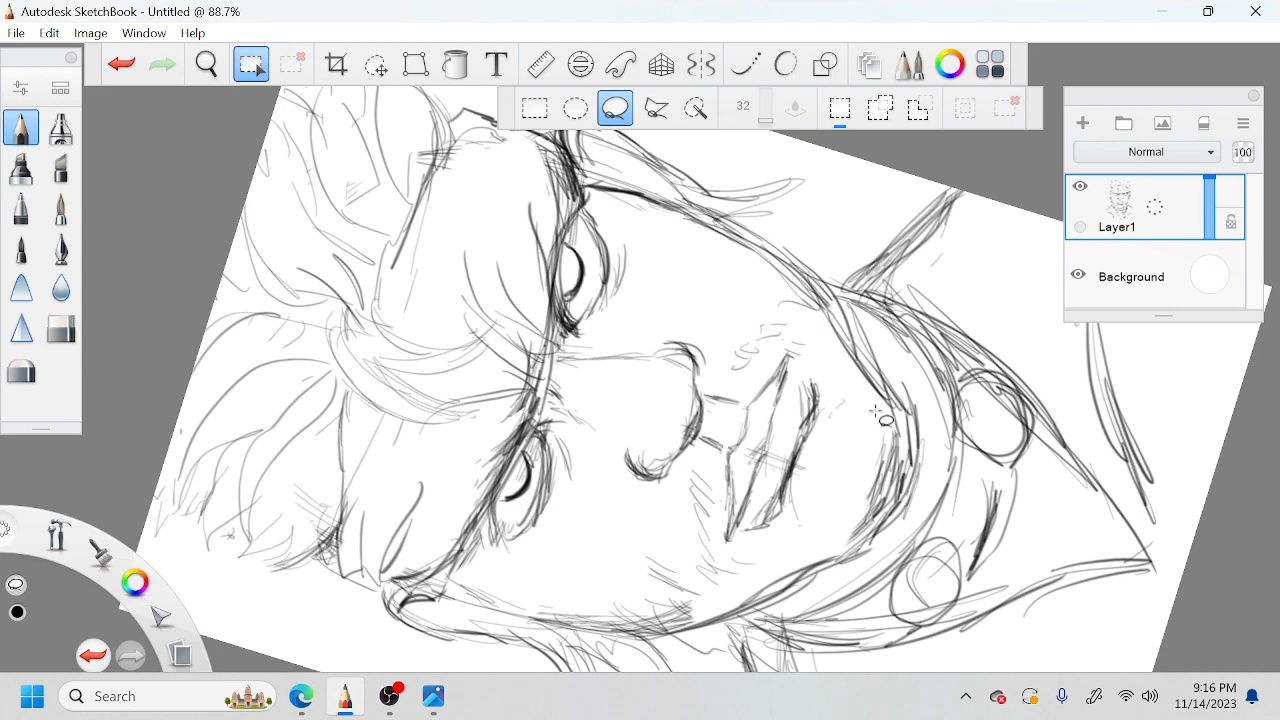 Autodesk SketchBook - Untitled @ 88.7%
File Edit Image Window Help
T
32
Normal
100
Layer1
Background
Search
9:16 PM
11/14/2023